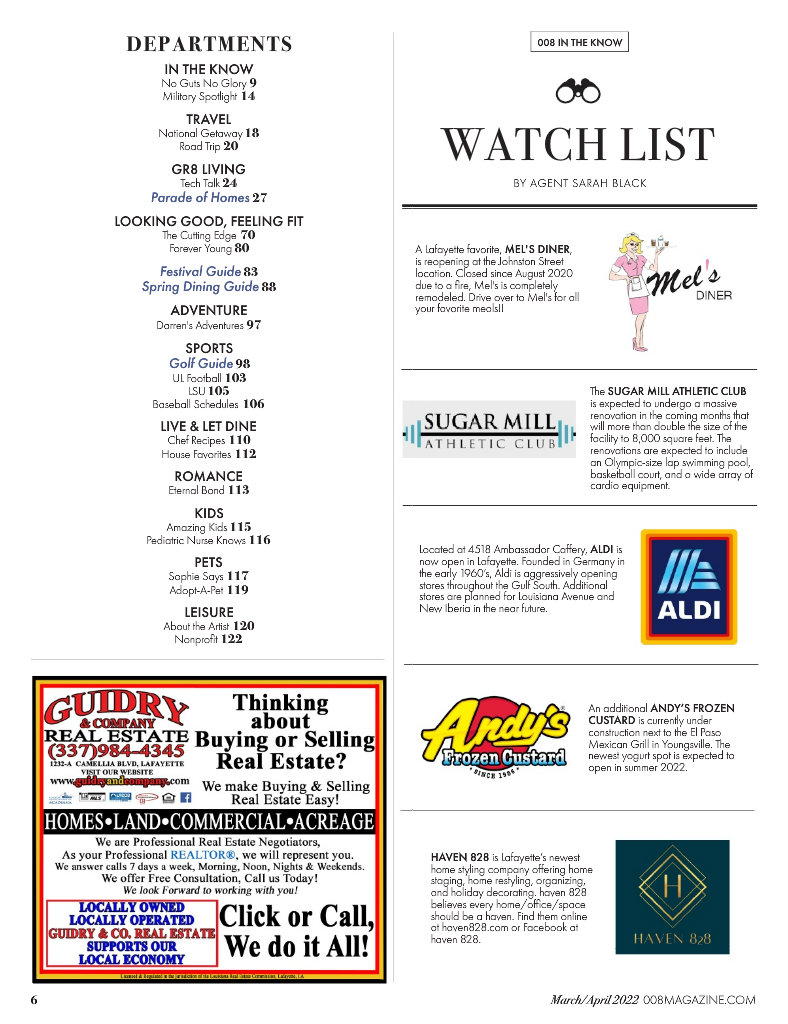 DEPARTMENTS
IN THE KNOW
No Guts No Glory 9
Military Spotlight 14
TRAVEL
National Getaway 18
Road Trip 20
GR8 LIVING
Tech Talk 24
Parade of Homes 27
LOOKING GOOD, FEELING FIT
The Cutting Edge 70
Forever Young 80
Festival Guide 83
Spring Dining Guide 88
ADVENTURE
Darren's Adventures 97
SPORTS
Golf Guide 98
UL Football 103
LSU 105
Baseball Schedules 106
LIVE & LET DINE
Chef Recipes 110
House Favorites 112
ROMANCE
Eternal Bond 113
KIDS
Amazing Kids 115
Pediatric Nurse Knows 116
PETS
Sophie Says 117
Adopt-A-Pet 119
LEISURE
About the Artist 120
Nonprofit 122
GUIDRY
& COMPANY
REAL ESTATE
(337)984-4345
1232-A CAMELLIA BLVD, LAFAYETTE
VISIT OUR WEBSITE
www.guidryandcompany.com
Thinking
about
Buying or Selling
Real Estate?
We make Buying & Selling
Real Estate Easy!
HOMES•LAND•COMMERCIAL•ACREAGE
We are Professional Real Estate Negotiators,
As your Professional REALTOR®, we will represent you.
We answer calls 7 days a week, Morning, Noon, Nights & Weekends.
We offer Free Consultation, Call us Today!
We look Forward to working with you!
LOCALLY OWNED
LOCALLY OPERATED
GUIDRY & CO. REAL ESTATE
SUPPORTS OUR
LOCAL ECONOMY
Click or Call,
We do it All!
Licensed & Regulated in the jurisdiction of the Louisiana Real Estate Commission, Lafayette, LA
008 IN THE KNOW
WATCH LIST
BY AGENT SARAH BLACK
A Lafayette favorite, MEL'S DINER,
is reopening at the Johnston Street
location. Closed since August 2020
due to a fire, Mel's is completely
remodeled. Drive over to Mel's for all
your favorite meals!!
Mel's
DINER
SUGAR MILL
ATHLETIC CLUB
The SUGAR MILL ATHLETIC CLUB
is expected to undergo a massive
renovation in the coming months that
will more than double the size of the
facility to 8,000 square feet. The
renovations are expected to include
an Olympic-size lap swimming pool,
basketball court, and a wide array of
cardio equipment.
Located at 4518 Ambassador Caffery, ALDI is
now open in Lafayette. Founded in Germany in
the early 1960's, Aldi is aggressively opening
stores throughout the Gulf South. Additional
stores are planned for Louisiana Avenue and
New Iberia in the near future.
ALDI
Andy's®
Frozen Custard
• SINCE 1986 •
An additional ANDY'S FROZEN
CUSTARD is currently under
construction next to the El Paso
Mexican Grill in Youngsville. The
newest yogurt spot is expected to
open in summer 2022.
HAVEN 828 is Lafayette's newest
home styling company offering home
staging, home restyling, organizing,
and holiday decorating. haven 828
believes every home/office/space
should be a haven. Find them online
at haven828.com or Facebook at
haven 828.
H
HAVEN 828
6
March/April 2022 008MAGAZINE.COM